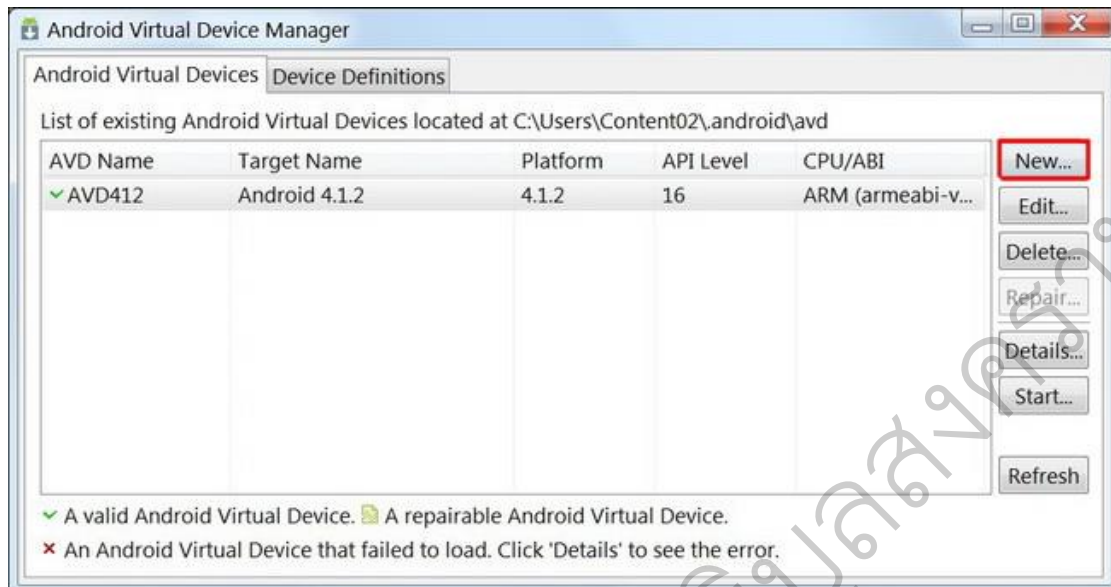 Android Virtual Device Manager
Android Virtual Devices Device Definitions
List of existing Android Virtual Devices located at C:\Users\Content02\.android\avd
AVD Name Target Name Platform API Level CPU/ABI
AVD412 Android 4.1.2 4.1.2 16 ARM (armeabi-v...
New...
Edit...
Delete...
Repair...
Details...
Start...
Refresh
A valid Android Virtual Device. A repairable Android Virtual Device.
An Android Virtual Device that failed to load. Click 'Details' to see the error.